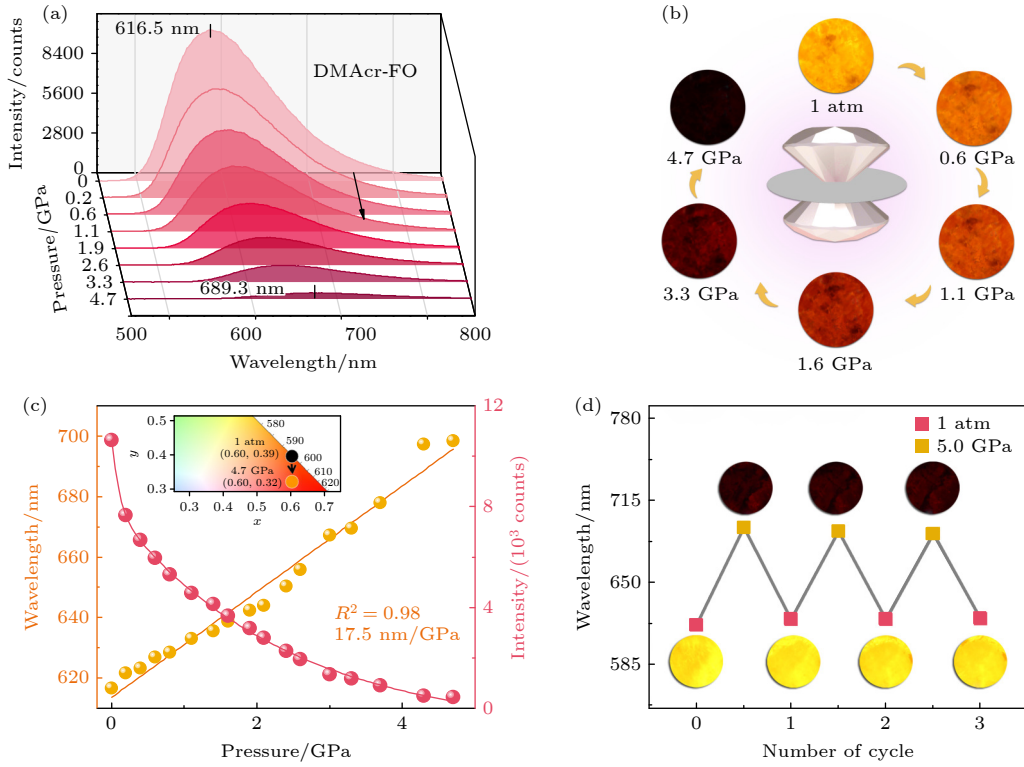 (a)
616.5 nm
DMAcr-FO
Intensity/counts
8400
5600
2800
0
0
0.2
0.6
1.1
1.9
2.6
3.3
4.7
Pressure/GPa
689.3 nm
500
600
700
800
Wavelength/nm
(b)
1 atm
4.7 GPa
0.6 GPa
3.3 GPa
1.1 GPa
1.6 GPa
(c)
700
680
660
640
620
Wavelength/nm
0
2
4
Pressure/GPa
12
9
6
4
2
0
Intensity/(10³ counts)
R² = 0.98
17.5 nm/GPa
0.5
0.4
0.3
y
0.5
0.6
0.7
x
580
590
600
610
620
1 atm
(0.60, 0.39)
4.7 GPa
(0.60, 0.32)
(d)
1 atm
5.0 GPa
780
715
650
585
Wavelength/nm
0
1
2
3
Number of cycle